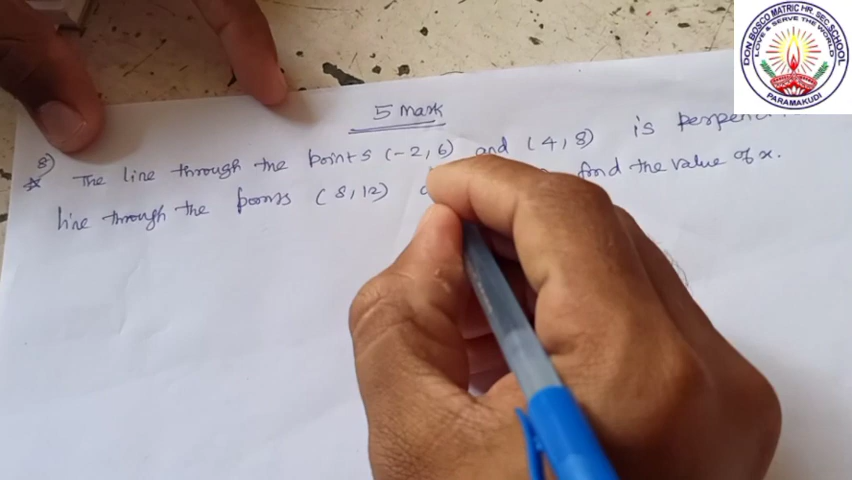 DON BOSCO MATRIC HR. SEC SCHOOL
LOVE & SERVE THE WORLD
PARAMAKUDI
5 Mark
8) The line through the points (-2, 6) and (4, 8) is
line through the points (8, 12) find the value of x.